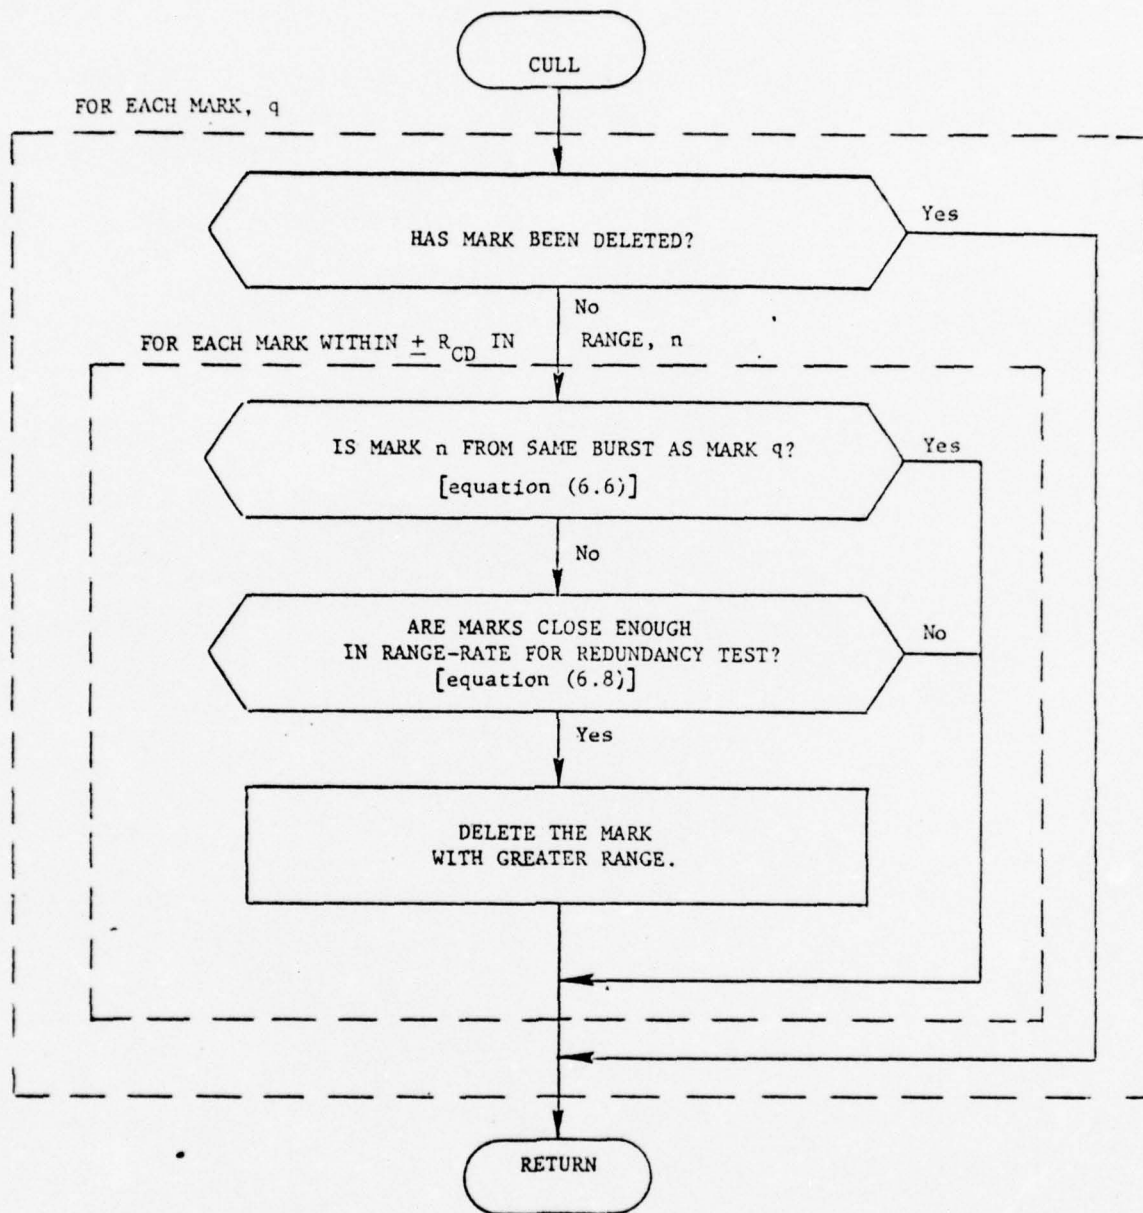 CULL
FOR EACH MARK, q
HAS MARK BEEN DELETED?
Yes
No
FOR EACH MARK WITHIN ± R_CD IN RANGE, n
IS MARK n FROM SAME BURST AS MARK q?
[equation (6.6)]
Yes
No
ARE MARKS CLOSE ENOUGH
IN RANGE-RATE FOR REDUNDANCY TEST?
[equation (6.8)]
No
Yes
DELETE THE MARK
WITH GREATER RANGE.
RETURN